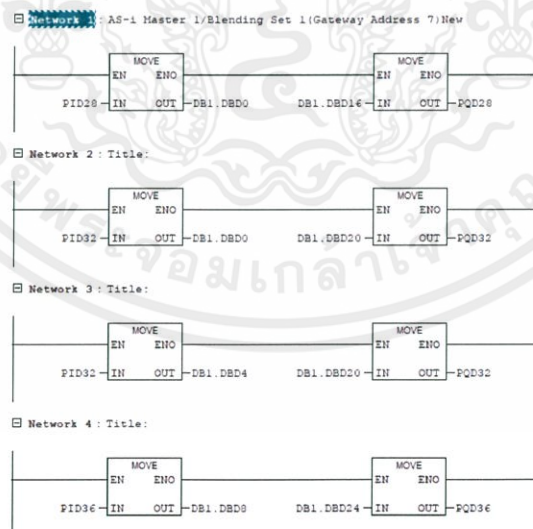 Network 1: AS-i Master 1/Blending Set 1(Gateway Address 7)New
MOVE MOVE
EN ENO EN ENO
PID28 IN OUT DB1.DBD0 DB1.DBD16 IN OUT PQD28
Network 2 : Title:
MOVE MOVE
EN ENO EN ENO
PID32 IN OUT DB1.DBD0 DB1.DBD20 IN OUT PQD32
Network 3 : Title:
MOVE MOVE
EN ENO EN ENO
PID32 IN OUT DB1.DBD4 DB1.DBD20 IN OUT PQD32
Network 4 : Title:
MOVE MOVE
EN ENO EN ENO
PID36 IN OUT DB1.DBD8 DB1.DBD24 IN OUT PQD36